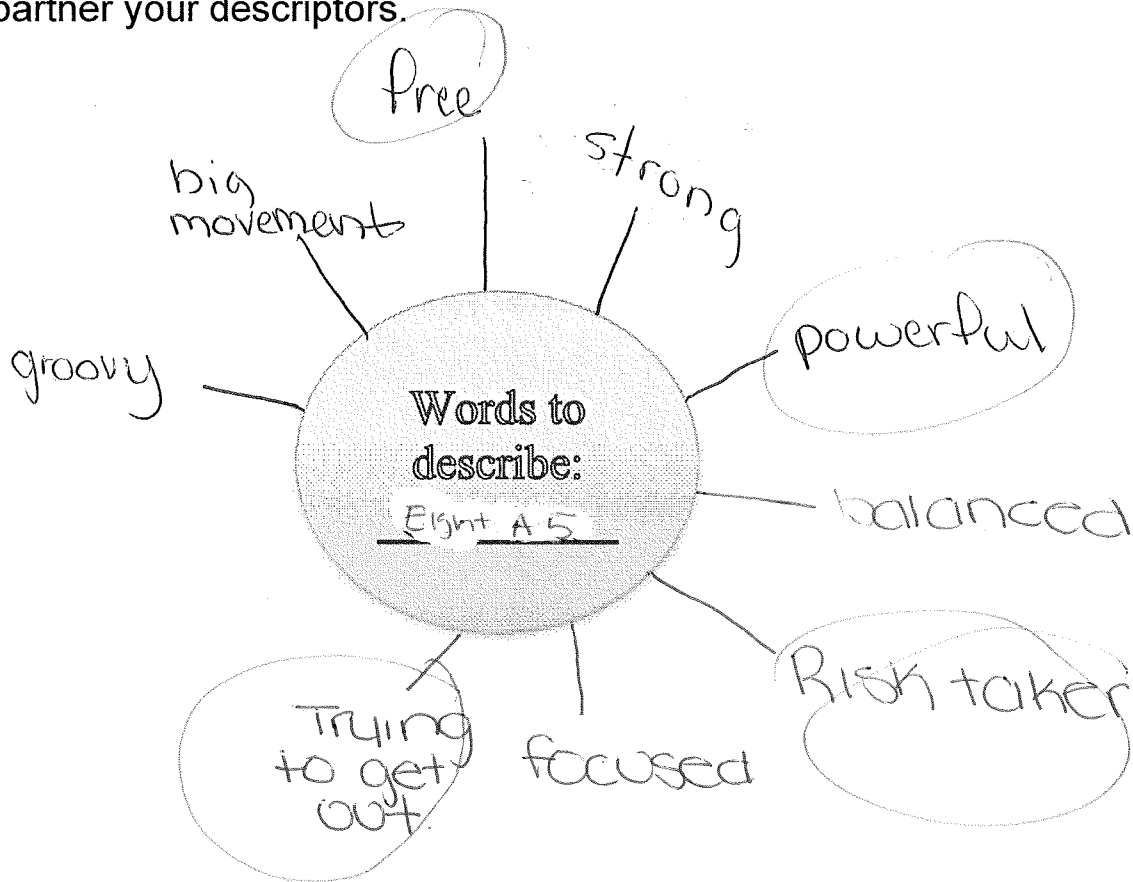 partner your descriptors.
free
strong
big
movement
powerful
groovy
Words to
describe:
Eight A 5
balanced
Risk taker
Trying
to get
out.
focused